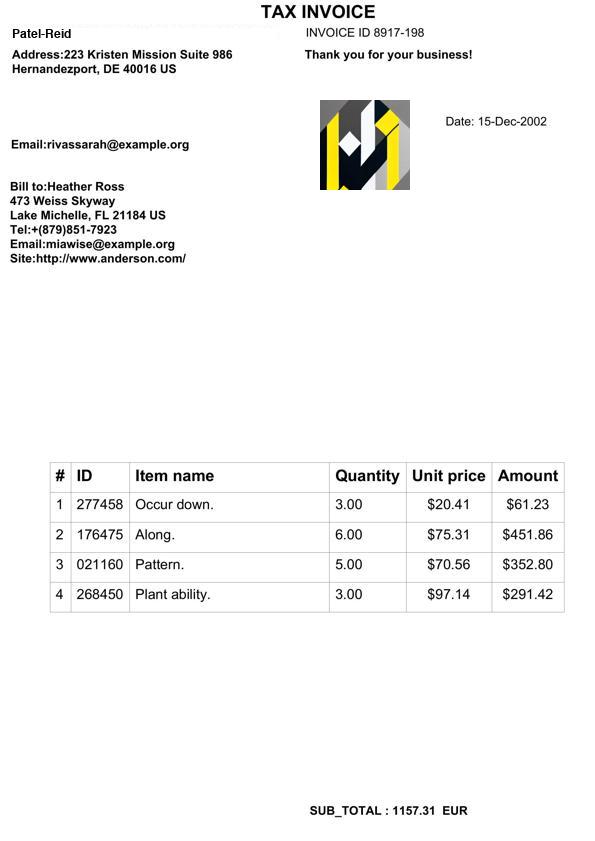 TAX INVOICE
Patel-Reid
INVOICE ID 8917-198
Address:223 Kristen Mission Suite 986
Hernandezport, DE 40016 US
Thank you for your business!
Date: 15-Dec-2002
Email:rivassarah@example.org
Bill to:Heather Ross
473 Weiss Skyway
Lake Michelle, FL 21184 US
Tel:+(879)851-7923
Email:miawise@example.org
Site:http://www.anderson.com/
# ID Item name Quantity Unit price Amount
1 277458 Occur down. 3.00 $20.41 $61.23
2 176475 Along. 6.00 $75.31 $451.86
3 021160 Pattern. 5.00 $70.56 $352.80
4 268450 Plant ability. 3.00 $97.14 $291.42
SUB_TOTAL : 1157.31 EUR